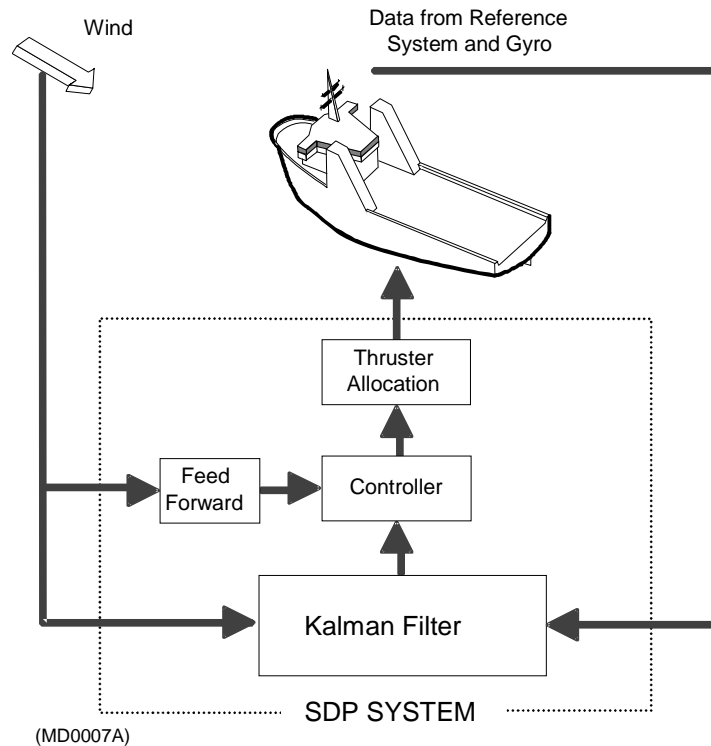 Wind
Data from Reference
System and Gyro
Thruster
Allocation
Feed
Forward
Controller
Kalman Filter
SDP SYSTEM
(MD0007A)